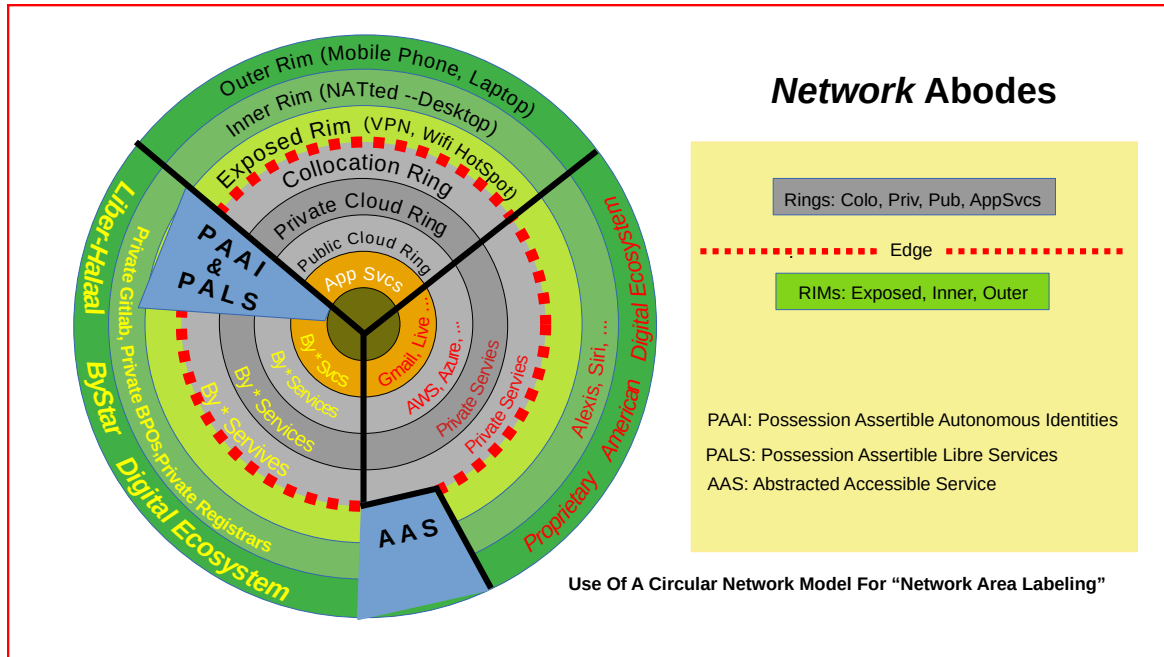 Network Abodes
Outer Rim (Mobile Phone, Laptop)
Inner Rim (NATted --Desktop)
Exposed Rim (VPN, Wifi HotSpot)
Collocation Ring
Private Cloud Ring
Public Cloud Ring
App Svcs
PAAI
&
PALS
Liber-Halaal ByStar Digital Ecosystem
Private Gitlab, Private BPOs,Private Registrars
By* Servives
By* Services
By* Services
By*Svcs
Gmail, Live ...
AWS, Azure, ...
Private Servies
Private Servies
Alexis, Siri, ...
Proprietary American Digital Ecosystem
AAS
Rings: Colo, Priv, Pub, AppSvcs
Edge
RIMs: Exposed, Inner, Outer
PAAI: Possession Assertible Autonomous Identities
PALS: Possession Assertible Libre Services
AAS: Abstracted Accessible Service
Use Of A Circular Network Model For “Network Area Labeling”